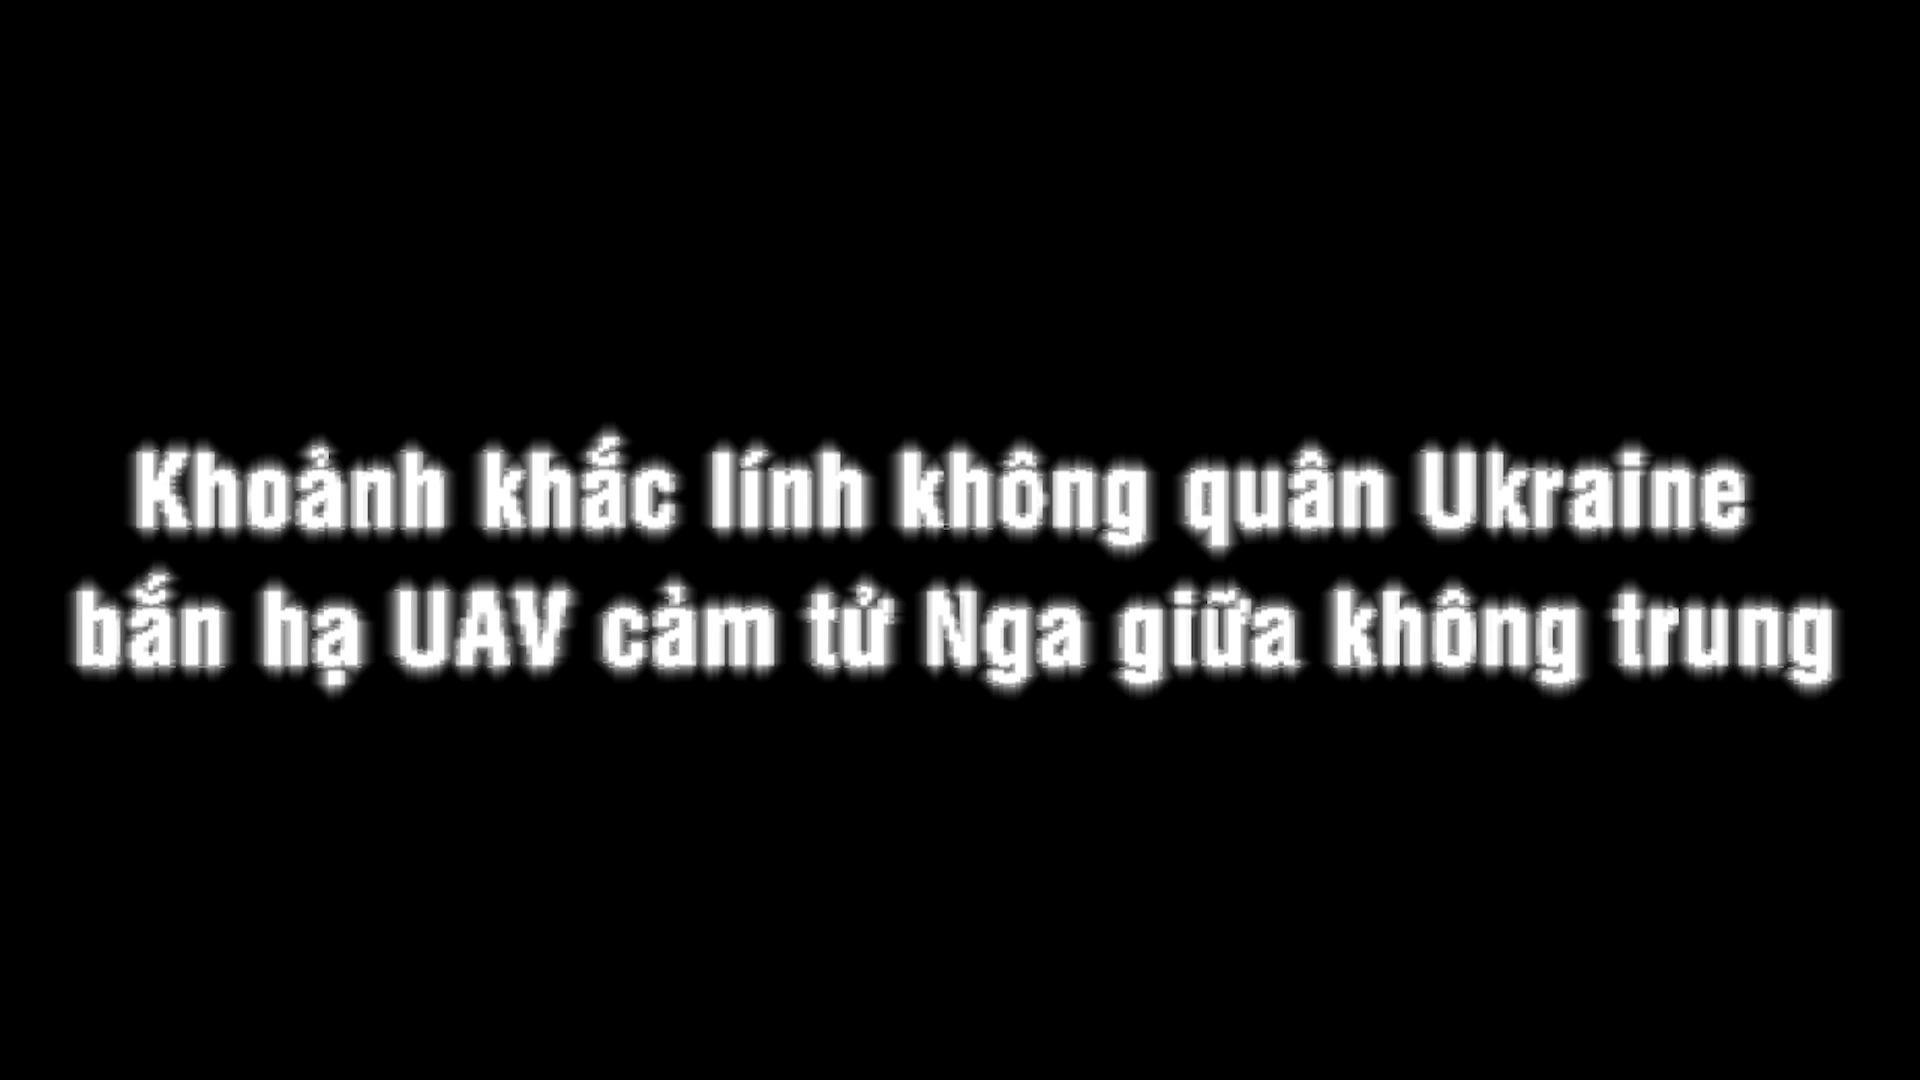 Khoảnh khắc lính không quân Ukraine
bắn hạ UAV cảm tử Nga giữa không trung